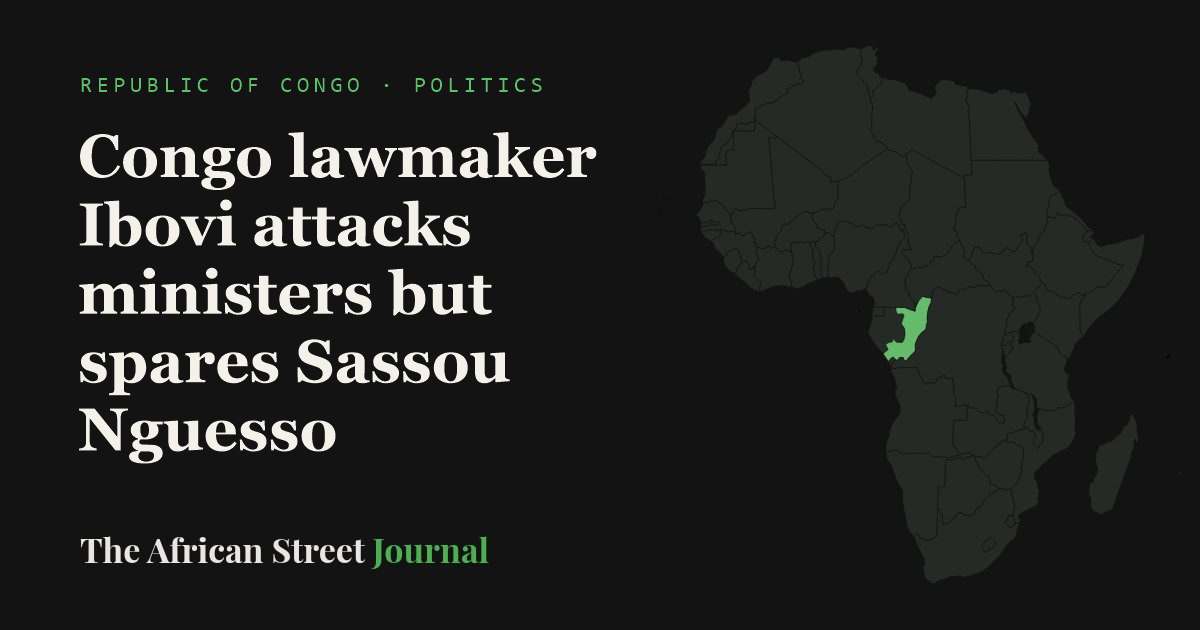 REPUBLIC OF CONGO · POLITICS
Congo lawmaker
Ibovi attacks
ministers but
spares Sassou
Nguesso
The African Street Journal